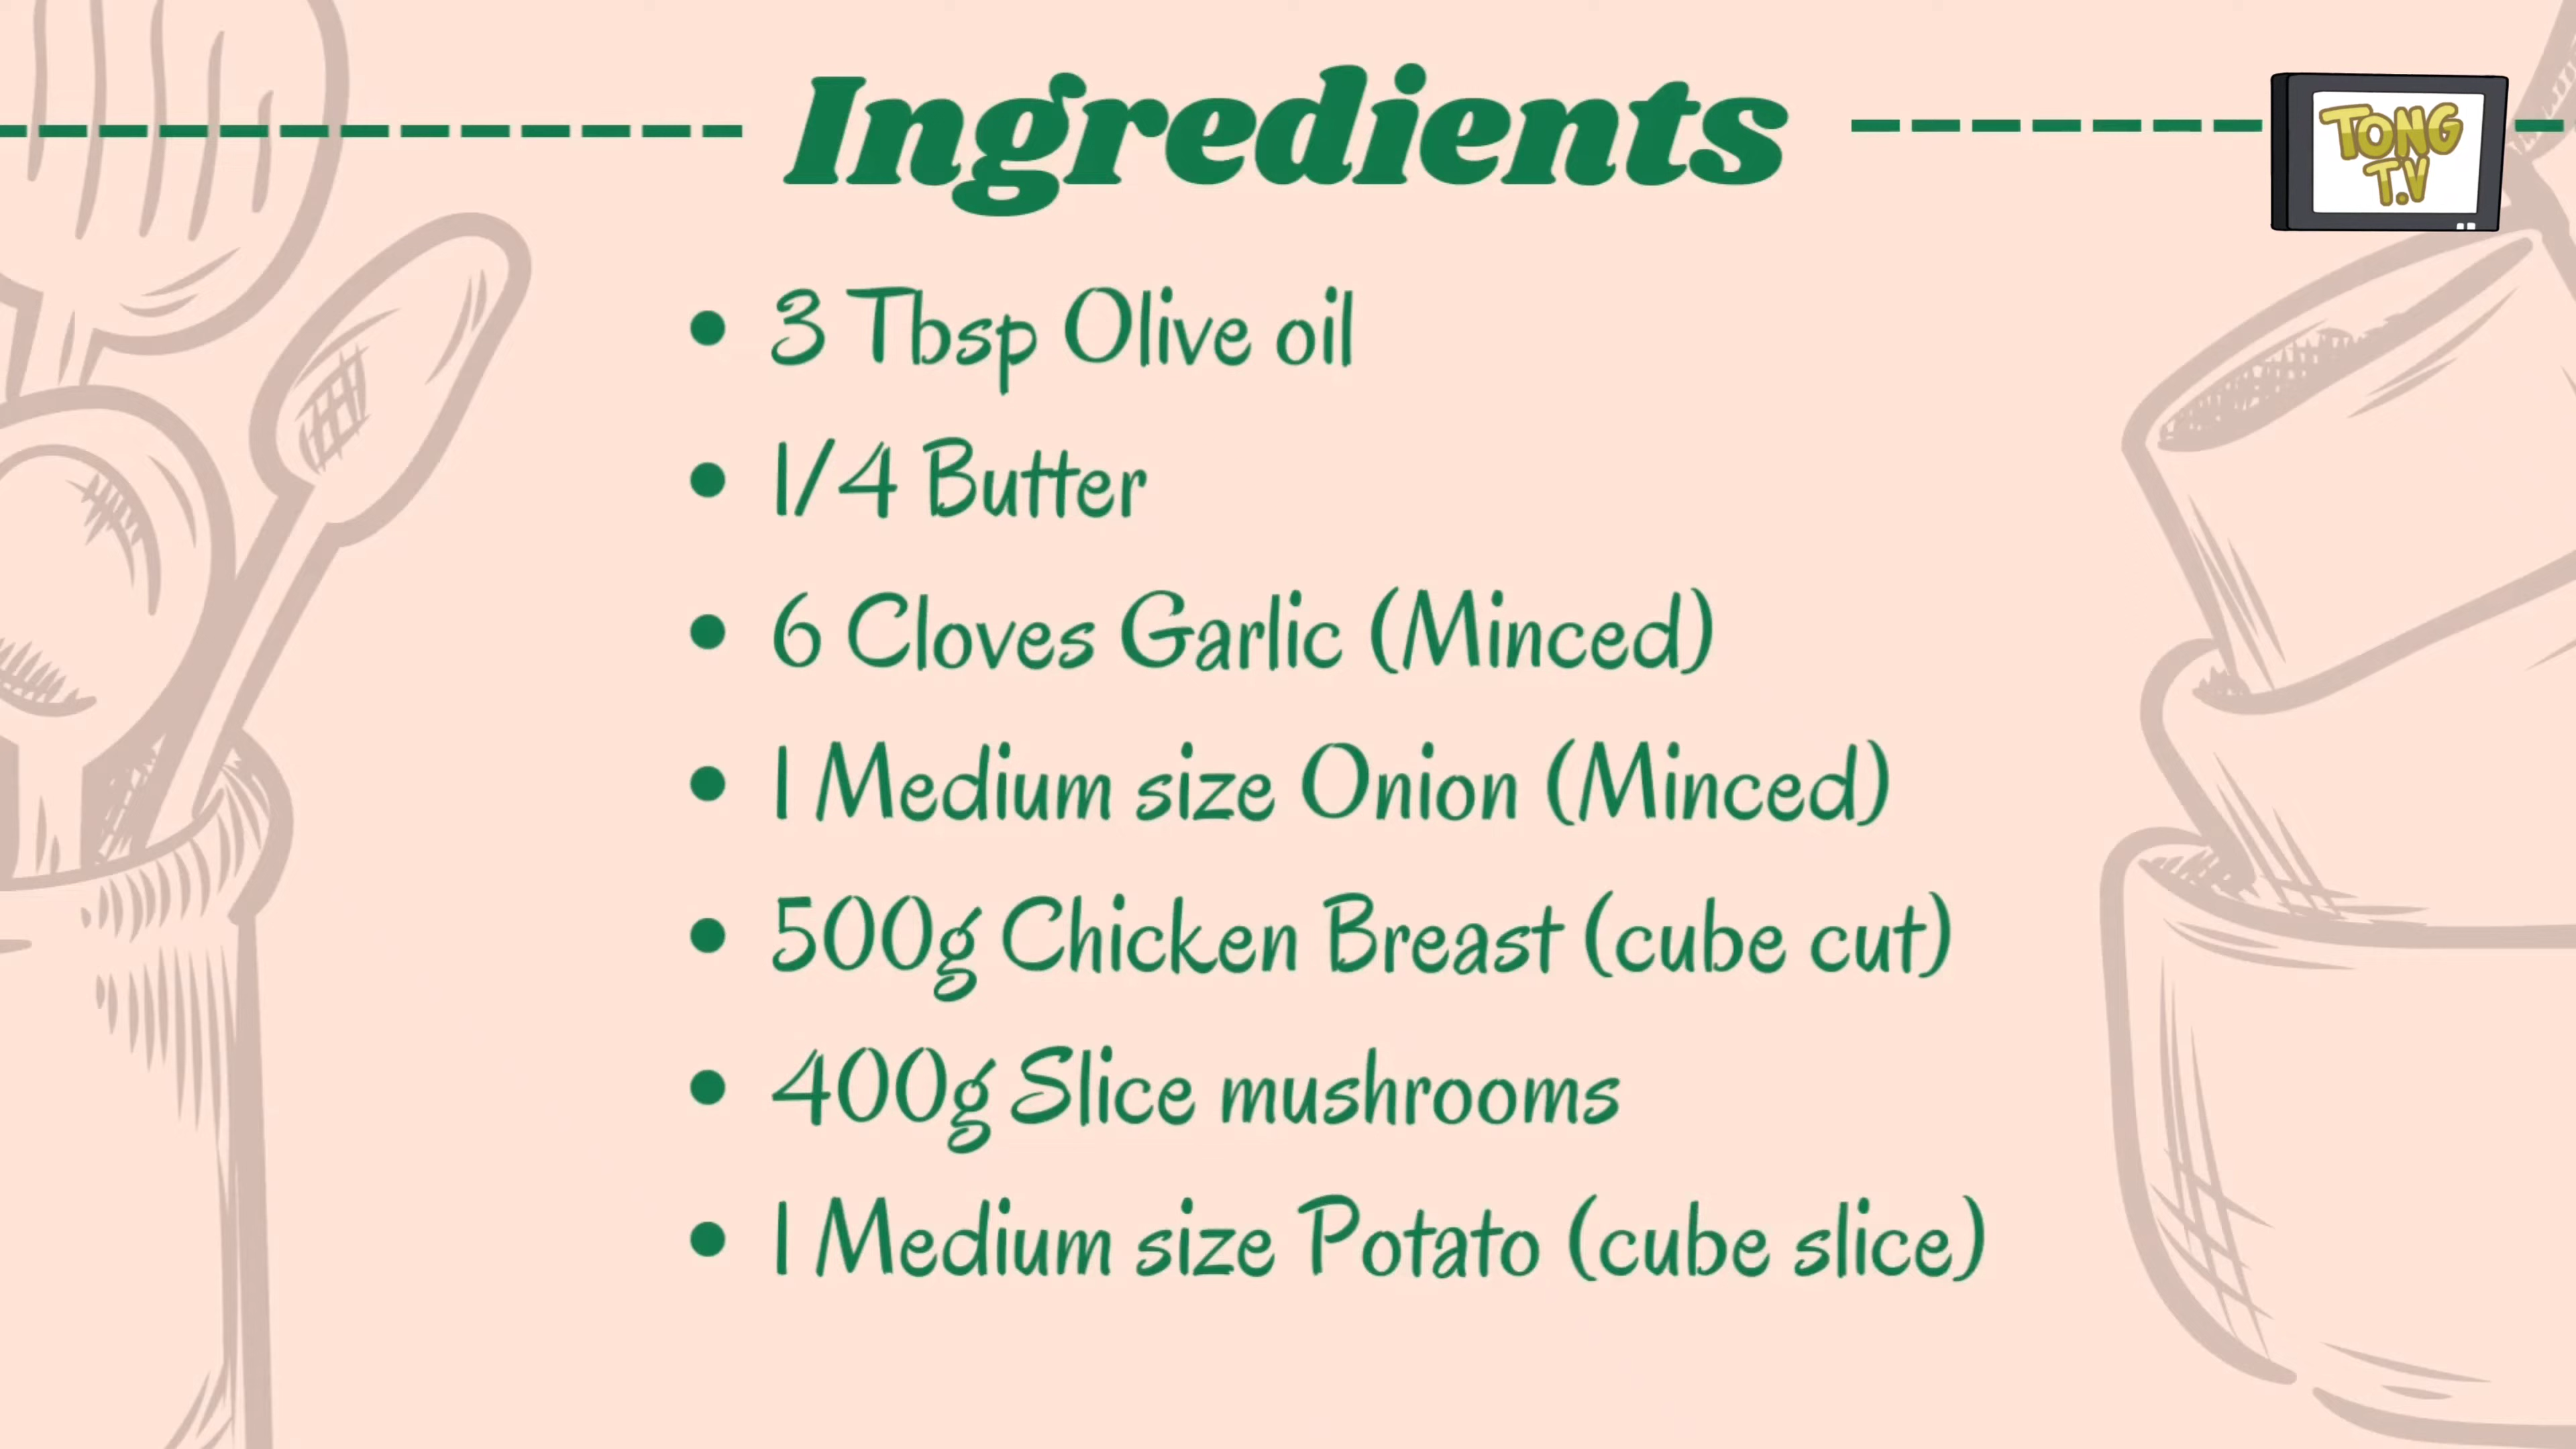 Ingredients
TONG
T.V
• 3 Tbsp Olive oil
• 1/4 Butter
• 6 Cloves Garlic (Minced)
• 1 Medium size Onion (Minced)
• 500g Chicken Breast (cube cut)
• 400g Slice mushrooms
• 1 Medium size Potato (cube slice)